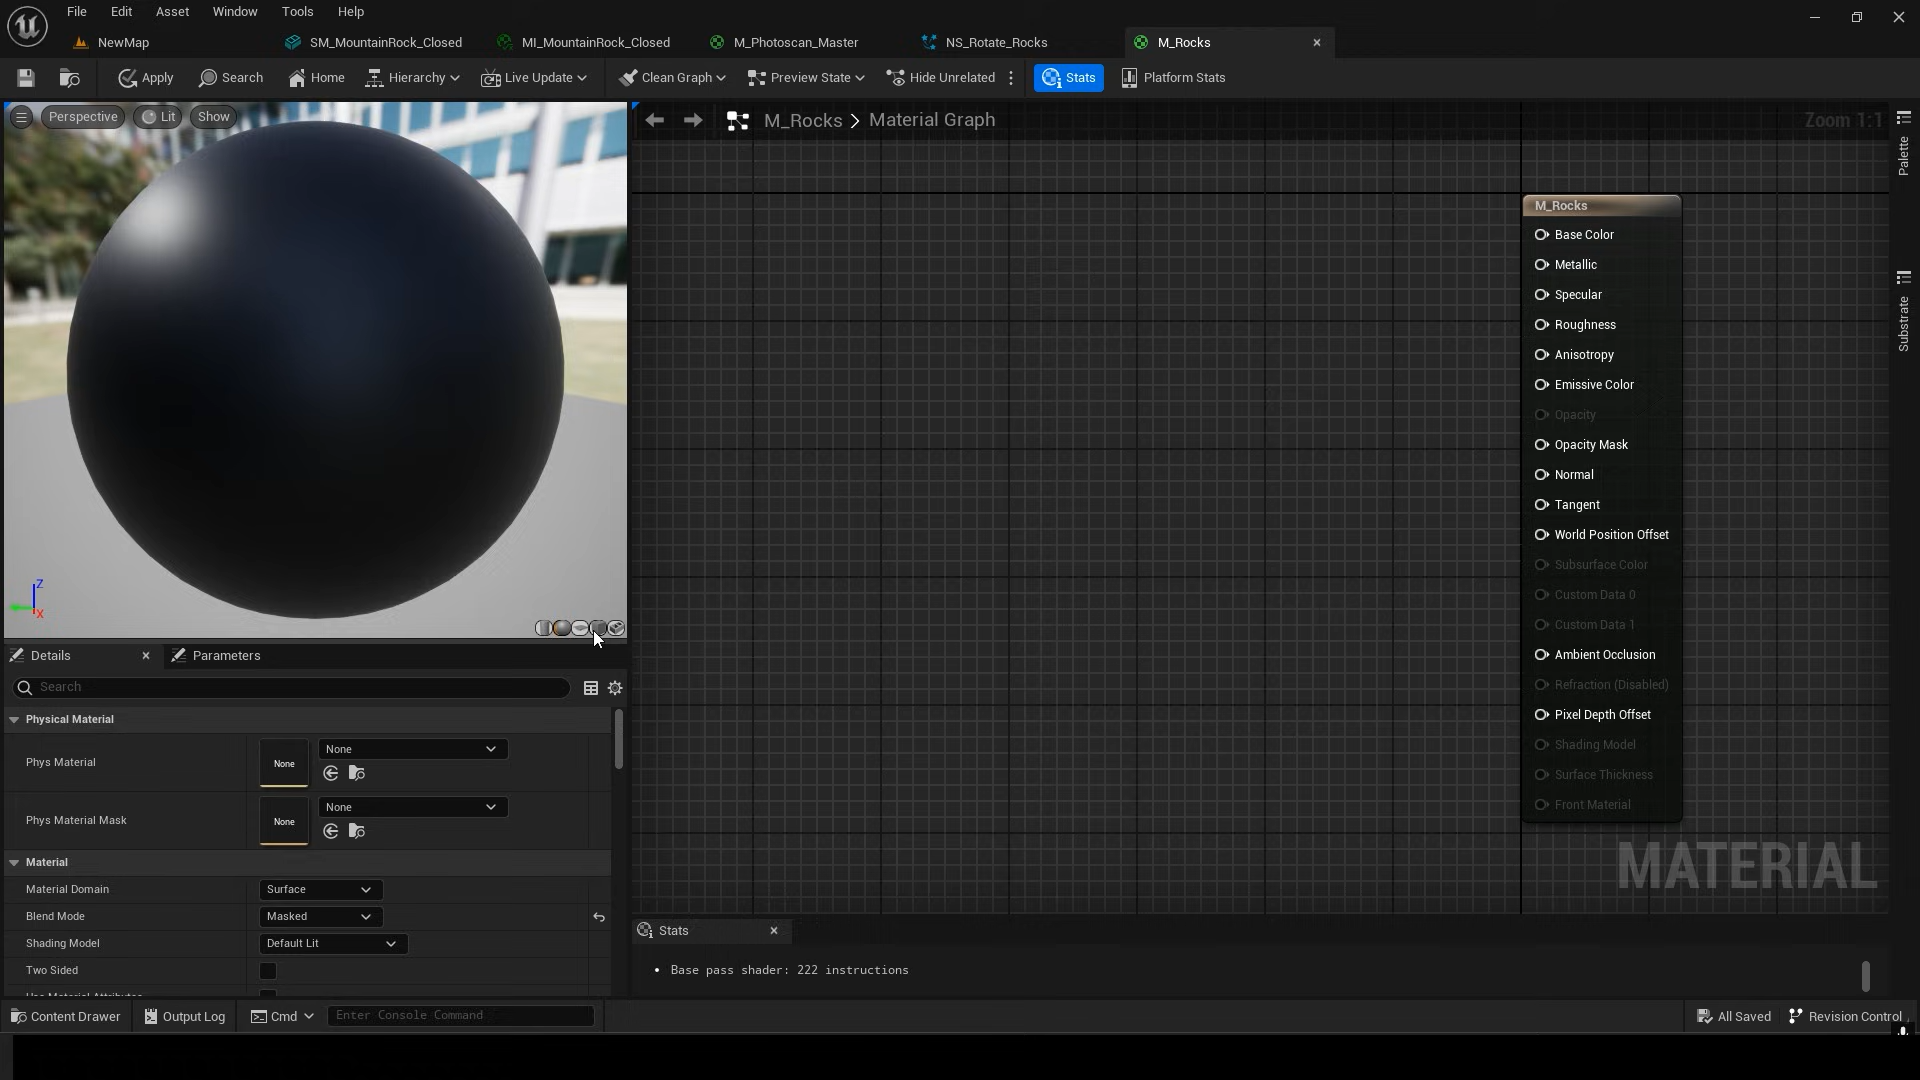 File Edit Asset Window Tools Help
NewMap SM_MountainRock_Closed MI_MountainRock_Closed M_Photoscan_Master NS_Rotate_Rocks M_Rocks
Apply Search Home Hierarchy Live Update Clean Graph Preview State Hide Unrelated Stats Platform Stats
Perspective Lit Show
M_Rocks > Material Graph
Zoom 1:1
Palette
Substrate
M_Rocks
Base Color
Metallic
Specular
Roughness
Anisotropy
Emissive Color
Opacity
Opacity Mask
Normal
Tangent
World Position Offset
Subsurface Color
Custom Data 0
Custom Data 1
Ambient Occlusion
Refraction (Disabled)
Pixel Depth Offset
Shading Model
Surface Thickness
Front Material
MATERIAL
Z
X
Details Parameters
Search
Physical Material
Phys Material None None
Phys Material Mask None None
Material
Material Domain Surface
Blend Mode Masked
Shading Model Default Lit
Two Sided
Use Material Attributes
Stats
• Base pass shader: 222 instructions
Content Drawer Output Log Cmd Enter Console Command All Saved Revision Control